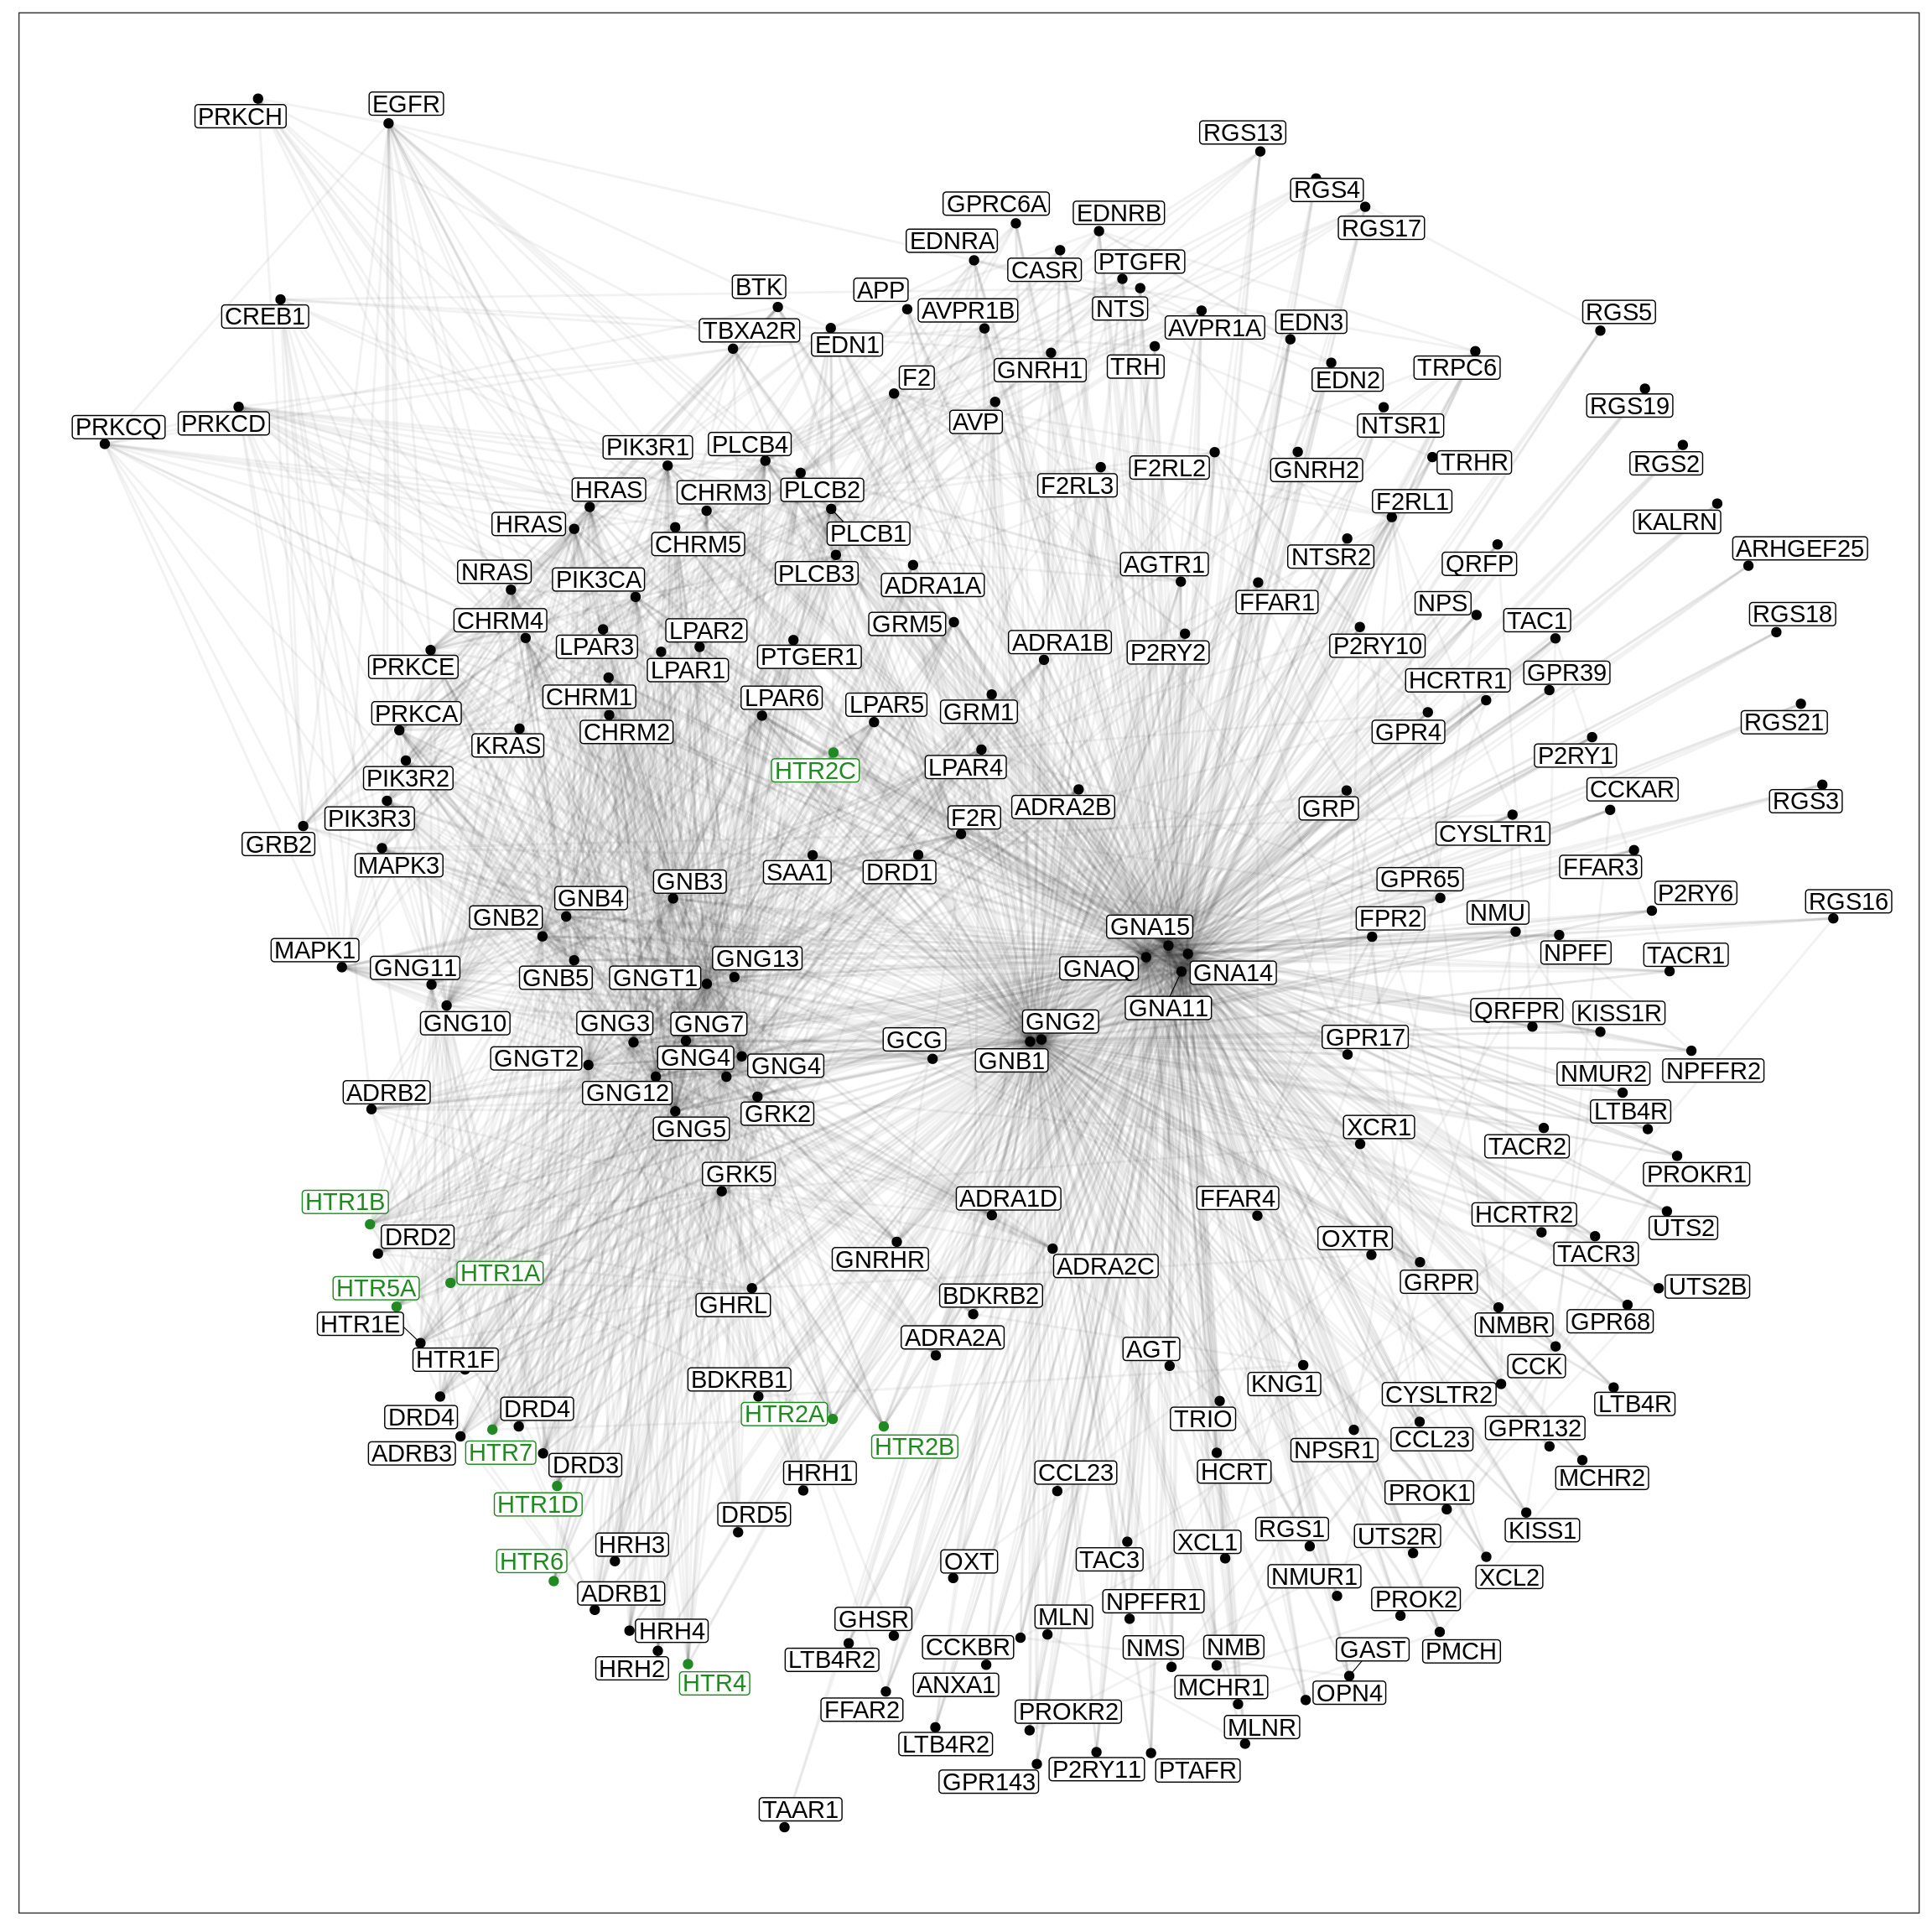 EGFR
PRKCH
RGS13
RGS4
GPRC6A
EDNRB
RGS17
EDNRA
CASR
PTGFR
BTK
APP
AVPR1B
NTS
CREB1
TBXA2R
EDN1
AVPR1A
EDN3
RGS5
GNRH1
TRH
TRPC6
F2
EDN2
RGS19
PRKCQ
PRKCD
AVP
NTSR1
PIK3R1
PLCB4
F2RL2
GNRH2
TRHR
RGS2
HRAS
CHRM3
PLCB2
F2RL3
F2RL1
HRAS
PLCB1
KALRN
CHRM5
NTSR2
ARHGEF25
NRAS
PIK3CA
PLCB3
ADRA1A
AGTR1
QRFP
FFAR1
NPS
CHRM4
LPAR2
GRM5
TAC1
RGS18
LPAR3
ADRA1B
P2RY2
P2RY10
PRKCE
LPAR1
PTGER1
HCRTR1
GPR39
CHRM1
LPAR6
LPAR5
GRM1
PRKCA
CHRM2
GPR4
RGS21
KRAS
P2RY1
PIK3R2
HTR2C
LPAR4
CCKAR
PIK3R3
F2R
ADRA2B
GRP
RGS3
GRB2
CYSLTR1
MAPK3
SAA1
DRD1
FFAR3
GNB3
GPR65
GNB4
P2RY6
GNB2
GNA15
FPR2
NMU
RGS16
MAPK1
GNG11
GNG13
NPFF
TACR1
GNB5
GNGT1
GNAQ
GNA14
GNA11
GNG10
GNG3
GNG7
GNG2
QRFPR
KISS1R
GCG
GPR17
GNGT2
GNG4
GNG4
GNB1
NMUR2
NPFFR2
ADRB2
GNG12
GRK2
LTB4R
GNG5
XCR1
TACR2
GRK5
PROKR1
HTR1B
ADRA1D
FFAR4
HCRTR2
UTS2
DRD2
GNRHR
OXTR
TACR3
HTR1A
ADRA2C
GRPR
HTR5A
GHRL
BDKRB2
UTS2B
HTR1E
ADRA2A
NMBR
GPR68
HTR1F
AGT
CCK
BDKRB1
KNG1
CYSLTR2
LTB4R
DRD4
DRD4
HTR2A
TRIO
GPR132
ADRB3
HTR7
HTR2B
NPSR1
CCL23
DRD3
HRH1
CCL23
HCRT
MCHR2
HTR1D
DRD5
PROK1
RGS1
UTS2R
KISS1
HRH3
XCL1
HTR6
OXT
TAC3
NMUR1
XCL2
ADRB1
PROK2
NPFFR1
GHSR
MLN
HRH4
CCKBR
NMS
NMB
GAST
PMCH
HRH2
LTB4R2
HTR4
ANXA1
MCHR1
OPN4
FFAR2
PROKR2
MLNR
LTB4R2
P2RY11
PTAFR
GPR143
TAAR1